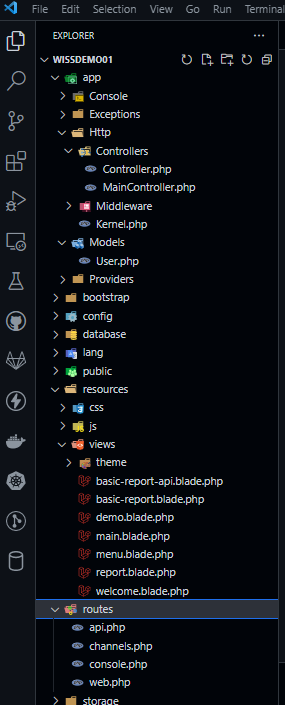 File Edit Selection View Go Run Terminal
EXPLORER
WISSDEMO01
app
Console
Exceptions
Http
Controllers
Controller.php
MainController.php
Middleware
Kernel.php
Models
User.php
Providers
bootstrap
config
database
lang
public
resources
css
js
views
theme
basic-report-api.blade.php
basic-report.blade.php
demo.blade.php
main.blade.php
menu.blade.php
report.blade.php
welcome.blade.php
routes
api.php
channels.php
console.php
web.php
storage